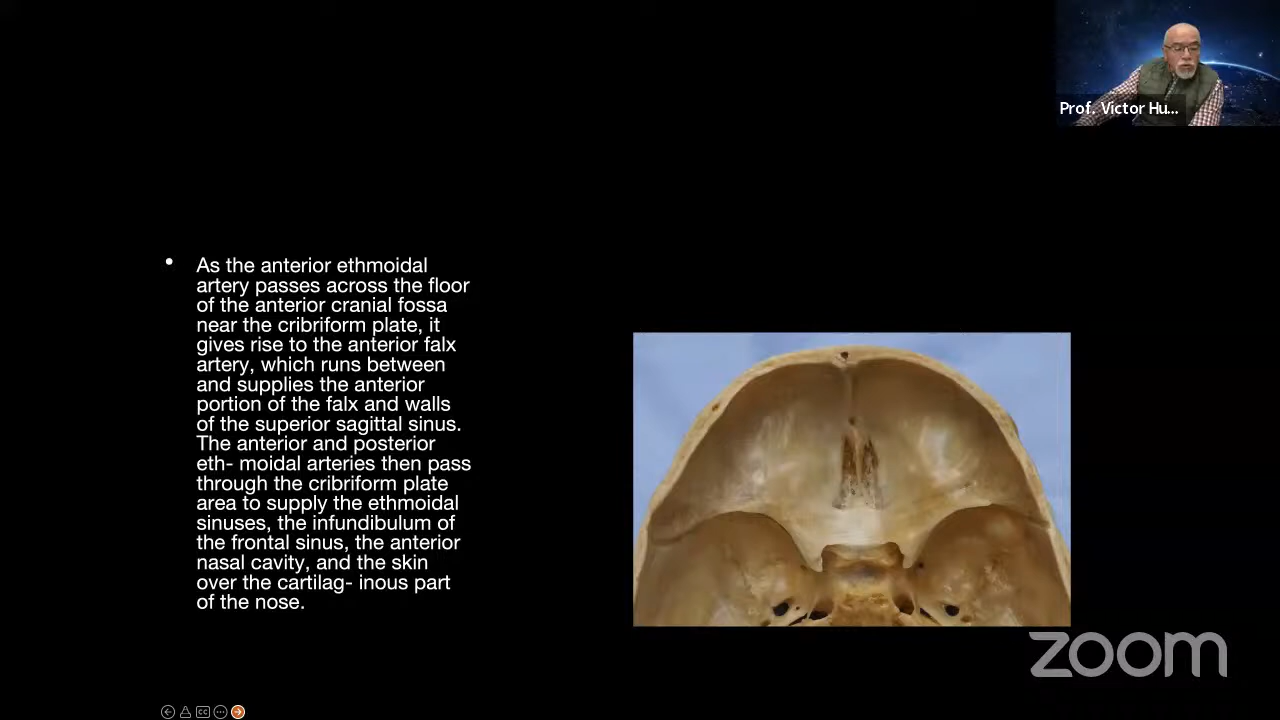 Prof. Victor Hu...
As the anterior ethmoidal
artery passes across the floor
of the anterior cranial fossa
near the cribriform plate, it
gives rise to the anterior falx
artery, which runs between
and supplies the anterior
portion of the falx and walls
of the superior sagittal sinus.
The anterior and posterior
eth- moidal arteries then pass
through the cribriform plate
area to supply the ethmoidal
sinuses, the infundibulum of
the frontal sinus, the anterior
nasal cavity, and the skin
over the cartilag- inous part
of the nose.
zoom
CC